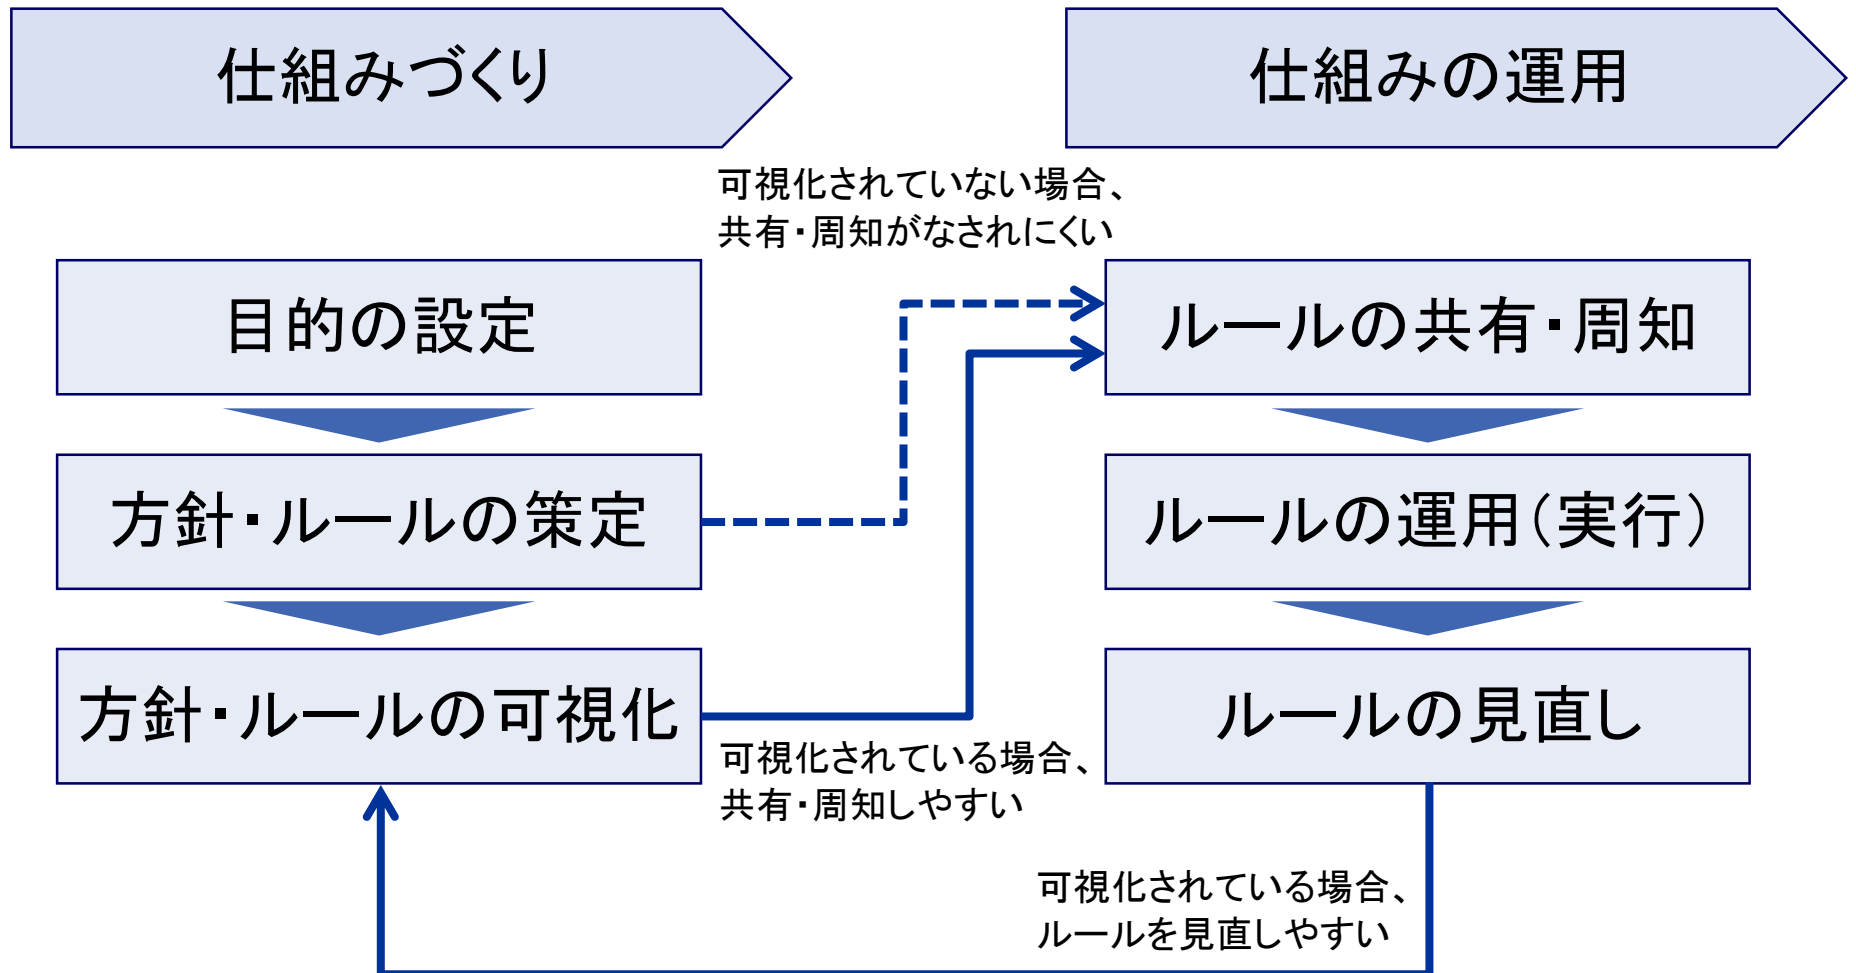 仕組みづくり
仕組みの運用
可視化されていない場合、
共有・周知がなされにくい
目的の設定
ルールの共有・周知
方針・ルールの策定
ルールの運用（実行）
方針・ルールの可視化
ルールの見直し
可視化されている場合、
共有・周知しやすい
可視化されている場合、
ルールを見直しやすい